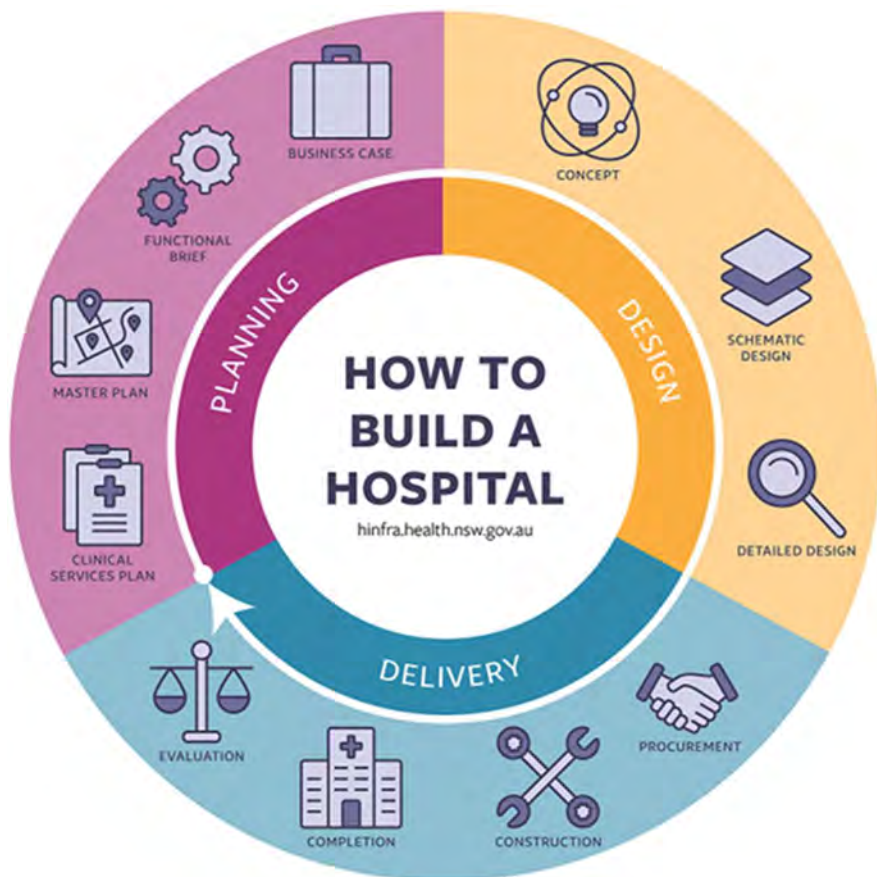 HOW TO
BUILD A
HOSPITAL
hinfra.health.nsw.gov.au
PLANNING
CLINICAL
SERVICES PLAN
MASTER PLAN
FUNCTIONAL
BRIEF
BUSINESS CASE
DESIGN
CONCEPT
SCHEMATIC
DESIGN
DETAILED DESIGN
DELIVERY
PROCUREMENT
CONSTRUCTION
COMPLETION
EVALUATION